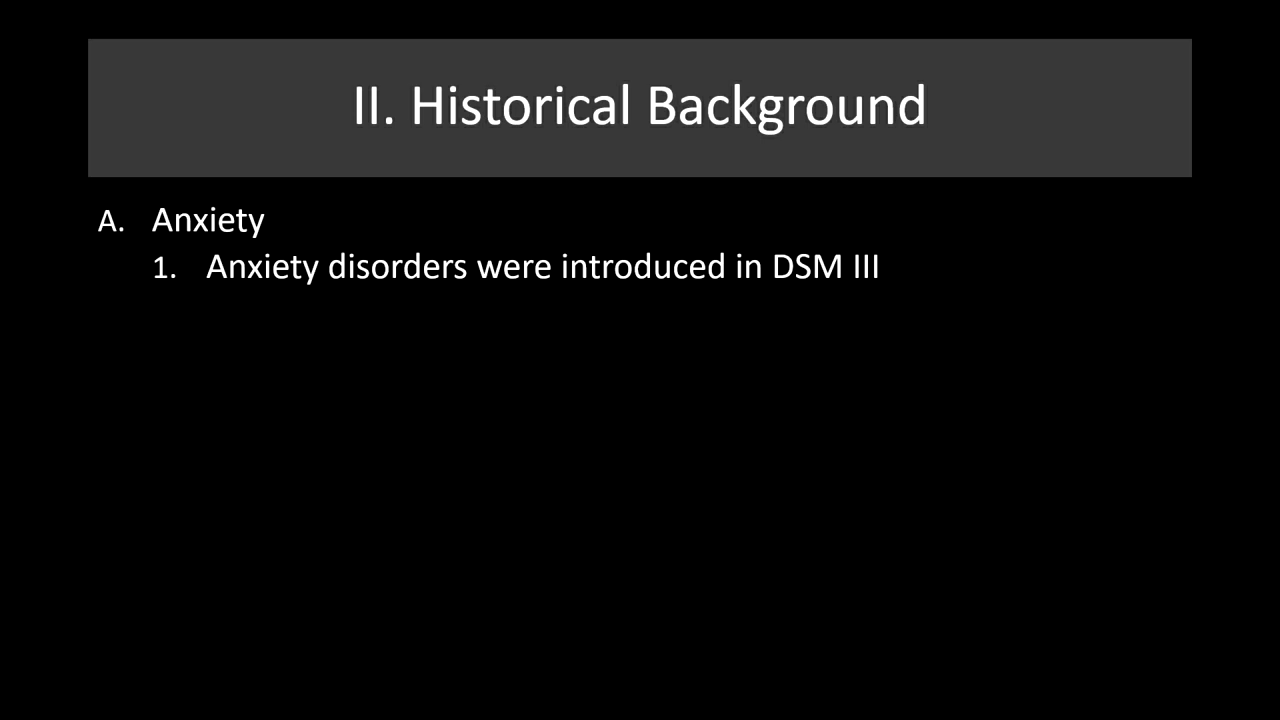 II. Historical Background
A. Anxiety
1. Anxiety disorders were introduced in DSM III